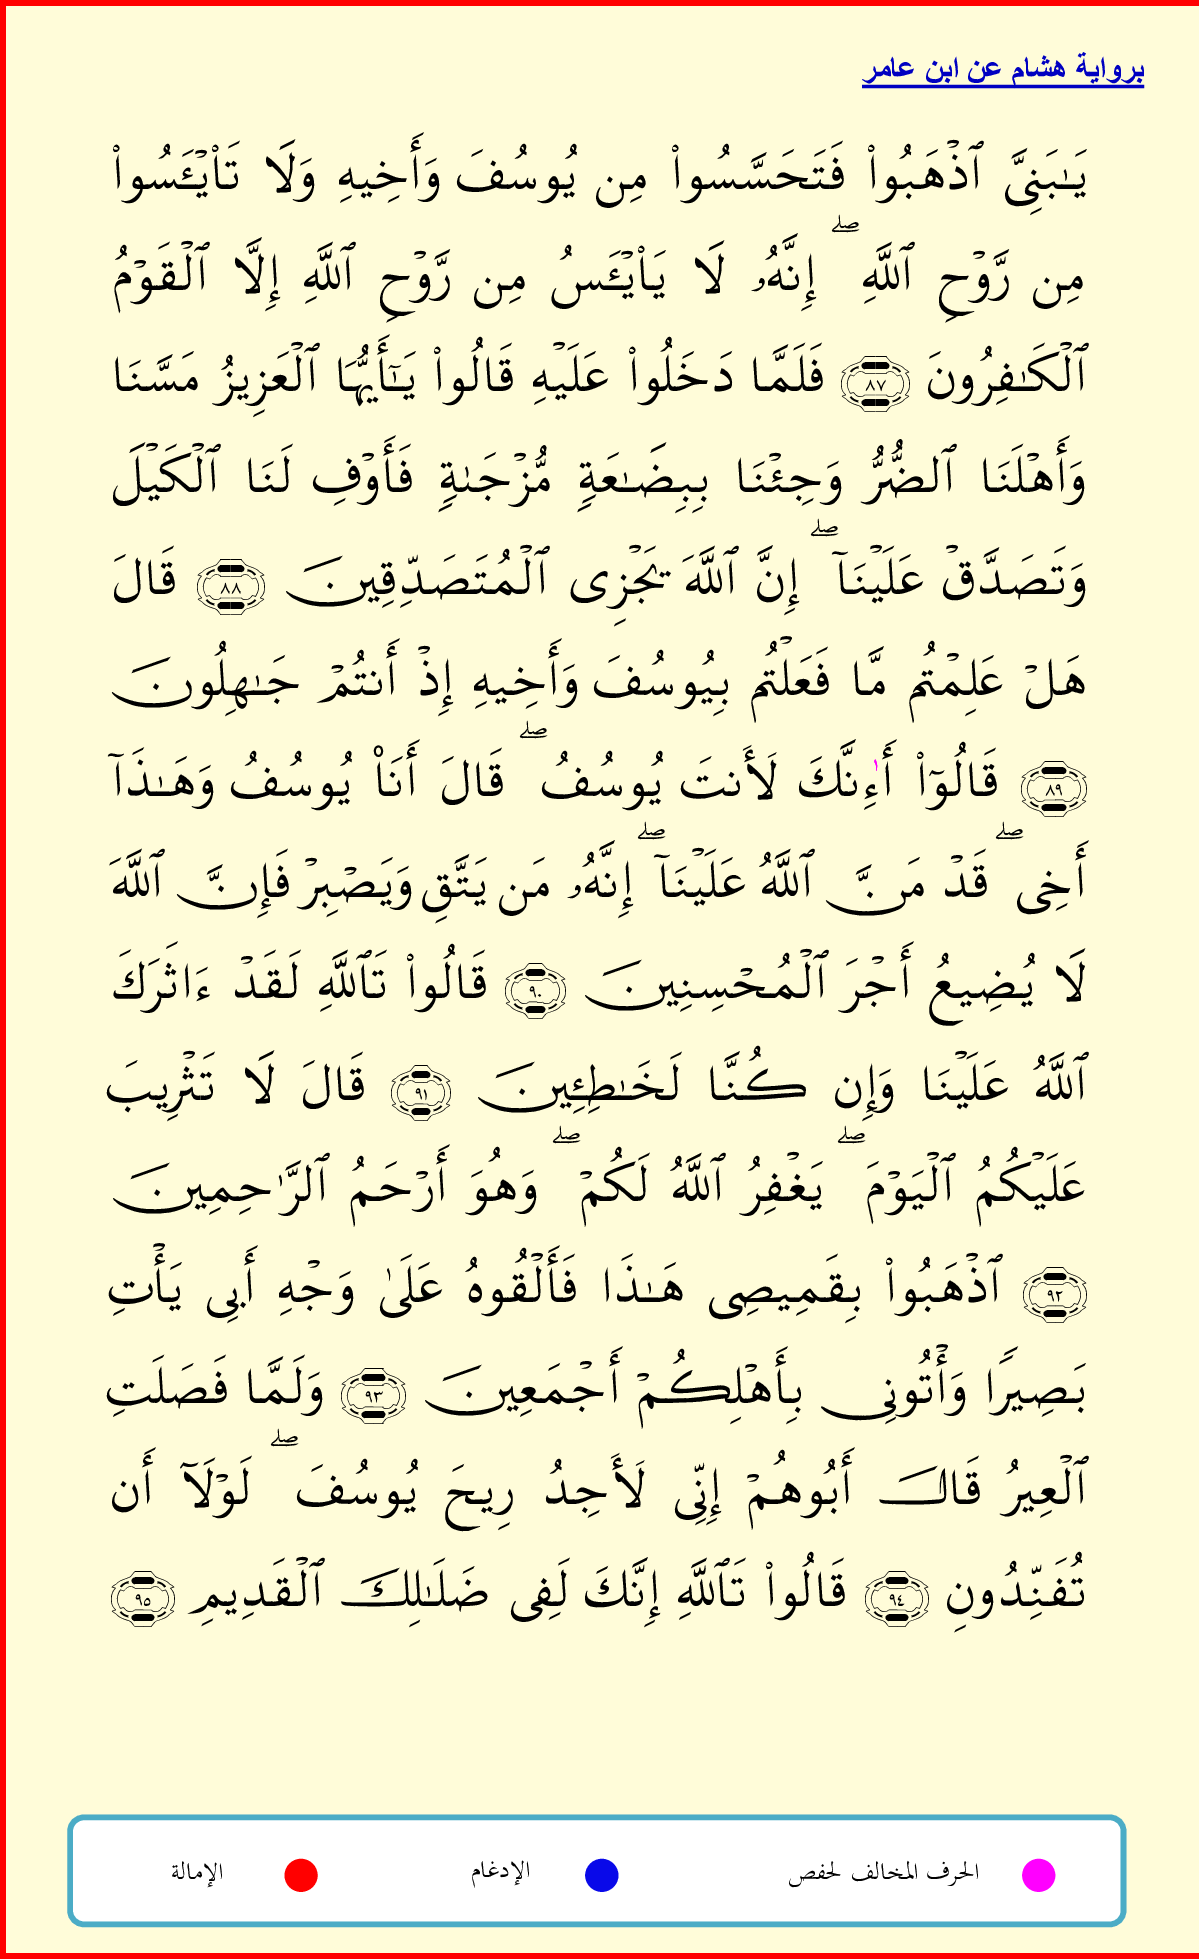 برواية هشام عن ابن عامر
يَـٰبَنِىَّ ٱذْهَبُوا۟ فَتَحَسَّسُوا۟ مِن يُوسُفَ وَأَخِيهِ وَلَا تَا۟يْـَٔسُوا۟
مِن رَّوْحِ ٱللَّهِ ۖ إِنَّهُۥ لَا يَا۟يْـَٔسُ مِن رَّوْحِ ٱللَّهِ إِلَّا ٱلْقَوْمُ
ٱلْكَـٰفِرُونَ ٨٧ فَلَمَّا دَخَلُوا۟ عَلَيْهِ قَالُوا۟ يَـٰٓأَيُّهَا ٱلْعَزِيزُ مَسَّنَا
وَأَهْلَنَا ٱلضُّرُّ وَجِئْنَا بِبِضَـٰعَةٍ مُّزْجَىٰةٍ فَأَوْفِ لَنَا ٱلْكَيْلَ
وَتَصَدَّقْ عَلَيْنَآ ۖ إِنَّ ٱللَّهَ يَجْزِى ٱلْمُتَصَدِّقِينَ ٨٨ قَالَ
هَلْ عَلِمْتُم مَّا فَعَلْتُم بِيُوسُفَ وَأَخِيهِ إِذْ أَنتُمْ جَـٰهِلُونَ
٨٩ قَالُوٓا۟ أَٰءِنَّكَ لَأَنتَ يُوسُفُ ۖ قَالَ أَنَا۠ يُوسُفُ وَهَـٰذَآ
أَخِى ۖ قَدْ مَنَّ ٱللَّهُ عَلَيْنَآ ۖ إِنَّهُۥ مَن يَتَّقِ وَيَصْبِرْ فَإِنَّ ٱللَّهَ
لَا يُضِيعُ أَجْرَ ٱلْمُحْسِنِينَ ٩٠ قَالُوا۟ تَٱللَّهِ لَقَدْ ءَاثَرَكَ
ٱللَّهُ عَلَيْنَا وَإِن كُنَّا لَخَـٰطِـِٔينَ ٩١ قَالَ لَا تَثْرِيبَ
عَلَيْكُمُ ٱلْيَوْمَ ۖ يَغْفِرُ ٱللَّهُ لَكُمْ ۖ وَهُوَ أَرْحَمُ ٱلرَّٰحِمِينَ
٩٢ ٱذْهَبُوا۟ بِقَمِيصِى هَـٰذَا فَأَلْقُوهُ عَلَىٰ وَجْهِ أَبِى يَأْتِ
بَصِيرًا وَأْتُونِى بِأَهْلِكُمْ أَجْمَعِينَ ٩٣ وَلَمَّا فَصَلَتِ
ٱلْعِيرُ قَالَ أَبُوهُمْ إِنِّى لَأَجِدُ رِيحَ يُوسُفَ ۖ لَوْلَآ أَن
تُفَنِّدُونِ ٩٤ قَالُوا۟ تَٱللَّهِ إِنَّكَ لَفِى ضَلَـٰلِكَ ٱلْقَدِيمِ ٩٥
الحرف المخالف لحفص الإدغام الإمالة